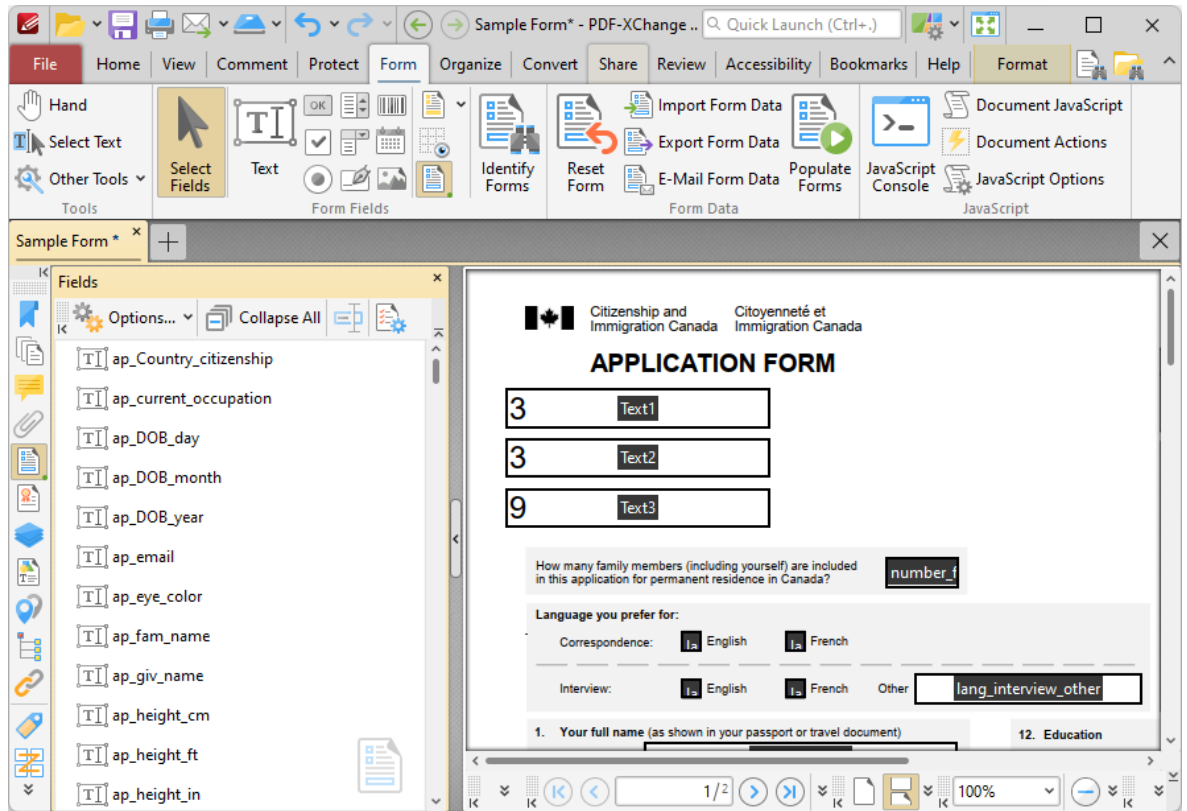 Sample Form* - PDF-XChange ..
Quick Launch (Ctrl+.)
File Home View Comment Protect Form Organize Convert Share Review Accessibility Bookmarks Help Format
Hand
Select Text
Other Tools
Tools
Select Fields
Text
OK
Form Fields
Identify Forms
Reset Form
Import Form Data
Export Form Data
E-Mail Form Data
Populate Forms
Form Data
JavaScript Console
Document JavaScript
Document Actions
JavaScript Options
JavaScript
Sample Form *
Fields
Options... Collapse All
ap_Country_citizenship
ap_current_occupation
ap_DOB_day
ap_DOB_month
ap_DOB_year
ap_email
ap_eye_color
ap_fam_name
ap_giv_name
ap_height_cm
ap_height_ft
ap_height_in
Citizenship and Immigration Canada
Citoyenneté et Immigration Canada
APPLICATION FORM
3 Text1
3 Text2
9 Text3
How many family members (including yourself) are included
in this application for permanent residence in Canada?
number_f
Language you prefer for:
Correspondence: la English la French
Interview: la English la French Other lang_interview_other
1. Your full name (as shown in your passport or travel document)
12. Education
1/2
100%